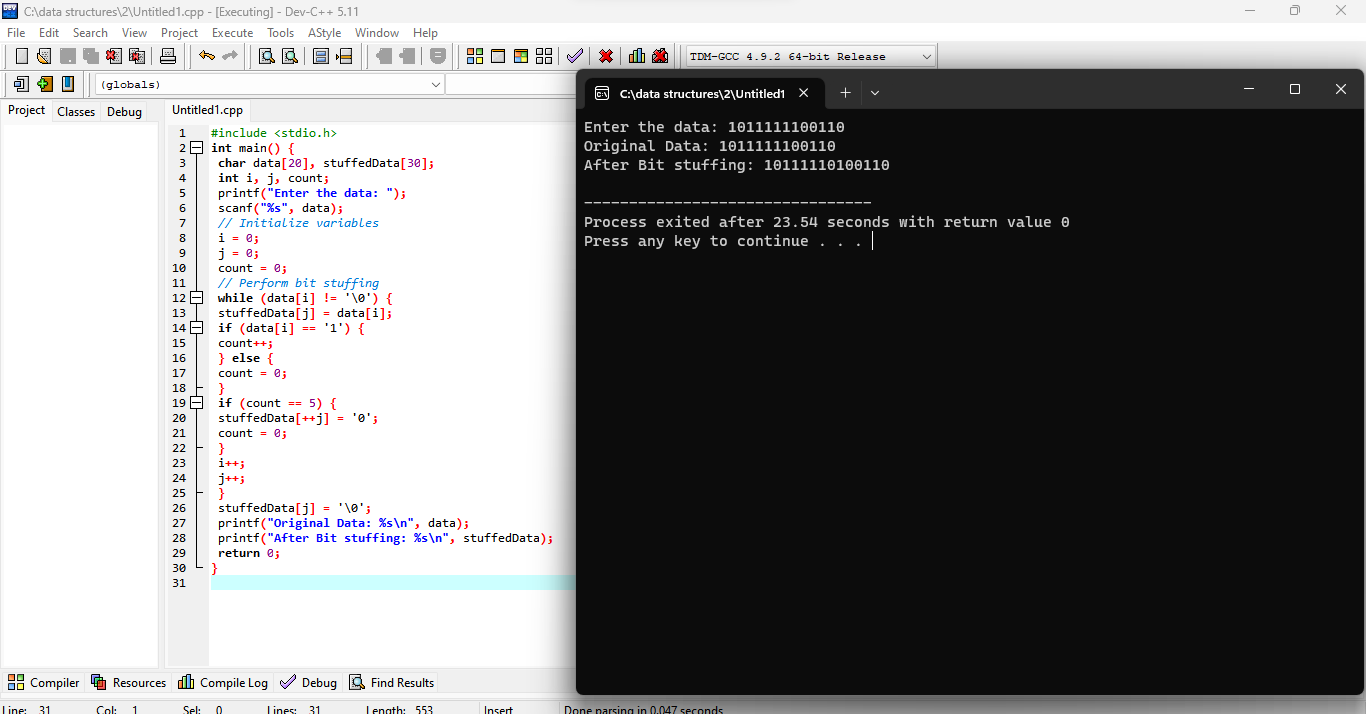 C:\data structures\2\Untitled1.cpp - [Executing] - Dev-C++ 5.11
File Edit Search View Project Execute Tools AStyle Window Help
TDM-GCC 4.9.2 64-bit Release
(globals)
Project Classes Debug
Untitled1.cpp
1 #include <stdio.h>
2 int main() {
3 char data[20], stuffedData[30];
4 int i, j, count;
5 printf("Enter the data: ");
6 scanf("%s", data);
7 // Initialize variables
8 i = 0;
9 j = 0;
10 count = 0;
11 // Perform bit stuffing
12 while (data[i] != '\0') {
13 stuffedData[j] = data[i];
14 if (data[i] == '1') {
15 count++;
16 } else {
17 count = 0;
18 }
19 if (count == 5) {
20 stuffedData[++j] = '0';
21 count = 0;
22 }
23 i++;
24 j++;
25 }
26 stuffedData[j] = '\0';
27 printf("Original Data: %s\n", data);
28 printf("After Bit stuffing: %s\n", stuffedData);
29 return 0;
30 }
31
C:\data structures\2\Untitled1
Enter the data: 1011111100110
Original Data: 1011111100110
After Bit stuffing: 10111110100110
--------------------------------
Process exited after 23.54 seconds with return value 0
Press any key to continue . . .
Compiler Resources Compile Log Debug Find Results
Line: 31 Col: 1 Sel: 0 Lines: 31 Length: 553 Insert Done parsing in 0.047 seconds